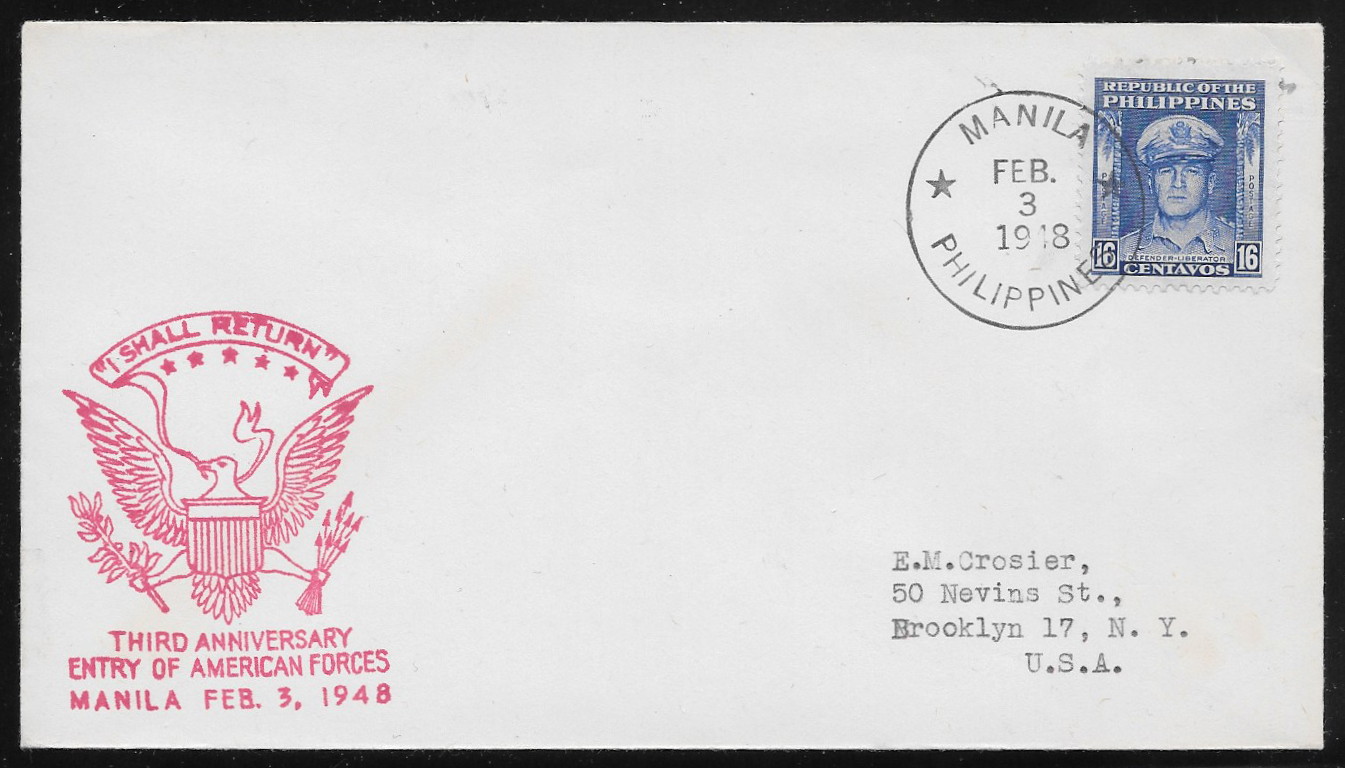 REPUBLIC OF THE
PHILIPPINES
POSTAGE
POSTAGE
16
16
DEFENDER-LIBERATOR
CENTAVOS
MANILA
FEB.
3
1948
PHILIPPINES
"I SHALL RETURN"
THIRD ANNIVERSARY
ENTRY OF AMERICAN FORCES
MANILA FEB. 3, 1948
E.M.Crosier,
50 Nevins St.,
Brooklyn 17, N. Y.
U.S.A.